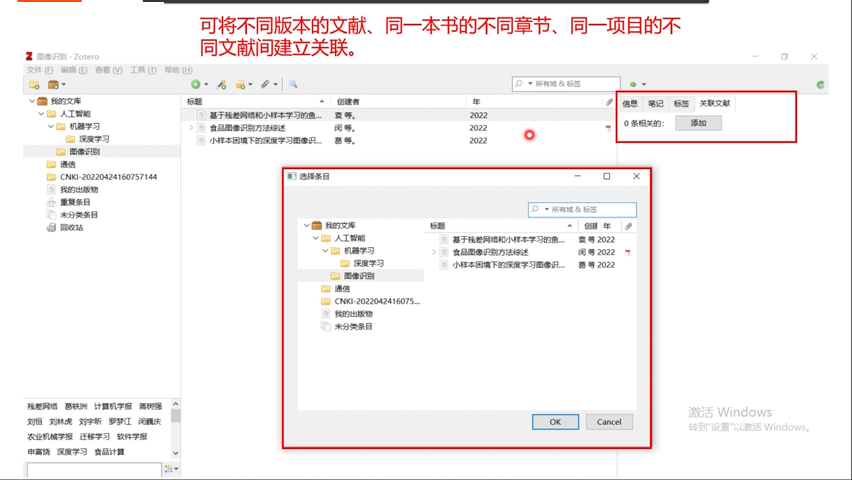 可将不同版本的文献、同一本书的不同章节、同一项目的不
同文献间建立关联。
图像识别 - Zotero
文件(F) 编辑(E) 查看(V) 工具(T) 帮助(H)
所有域 & 标签
我的文库
人工智能
机器学习
深度学习
图像识别
通信
CNKI-20220424160757144
我的出版物
重复条目
未分类条目
回收站
标题 创建者 年
基于残差网络和小样本学习的鱼... 袁 等。 2022
食品图像识别方法综述 闵 等。 2022
小样本困境下的深度学习图像识... 葛 等。 2022
信息 笔记 标签 关联文献
0 条相关的: 添加
选择条目
所有域 & 标签
我的文库
人工智能
机器学习
深度学习
图像识别
通信
CNKI-2022042416075...
我的出版物
未分类条目
标题 创建 年
基于残差网络和小样本学习的鱼... 袁 等 2022
食品图像识别方法综述 闵 等 2022
小样本困境下的深度学习图像识... 葛 等 2022
OK Cancel
残差网络 葛轶洲 计算机学报 蒋树强
刘恒 刘林虎 刘宇昕 罗梦江 闵巍庆
农业机械学报 迁移学习 软件学报
申富饶 深度学习 食品计算
激活 Windows
转到"设置"以激活 Windows。